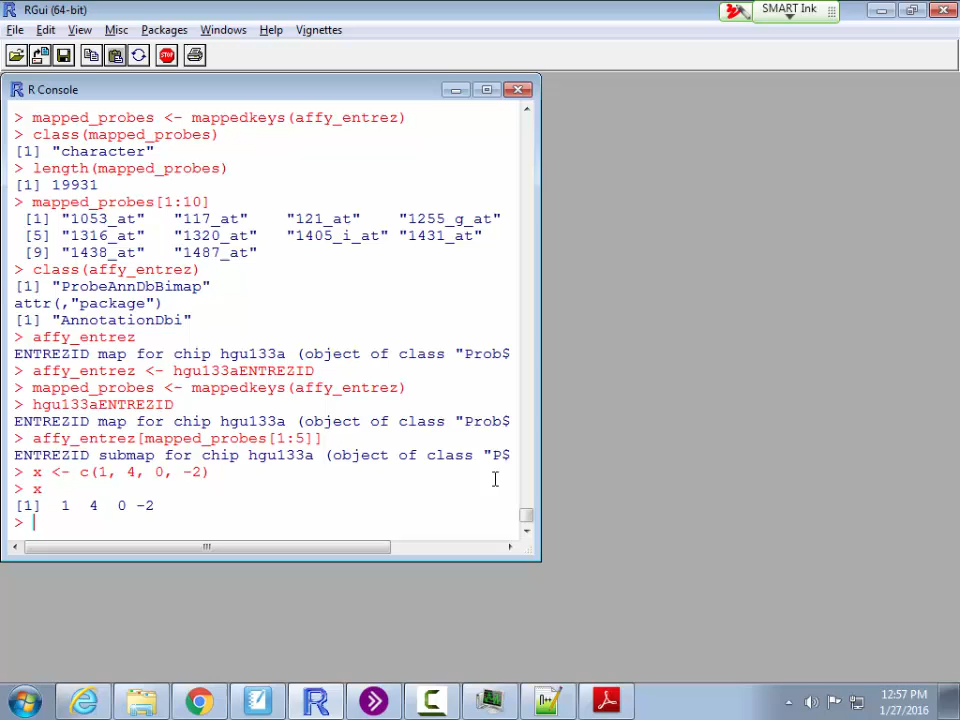 RGui (64-bit)
SMART Ink
File Edit View Misc Packages Windows Help Vignettes
STOP
R Console
> mapped_probes <- mappedkeys(affy_entrez)
> class(mapped_probes)
[1] "character"
> length(mapped_probes)
[1] 19931
> mapped_probes[1:10]
[1] "1053_at" "117_at" "121_at" "1255_g_at"
[5] "1316_at" "1320_at" "1405_i_at" "1431_at"
[9] "1438_at" "1487_at"
> class(affy_entrez)
[1] "ProbeAnnDbBimap"
attr(,"package")
[1] "AnnotationDbi"
> affy_entrez
ENTREZID map for chip hgu133a (object of class "Prob$
> affy_entrez <- hgu133aENTREZID
> mapped_probes <- mappedkeys(affy_entrez)
> hgu133aENTREZID
ENTREZID map for chip hgu133a (object of class "Prob$
> affy_entrez[mapped_probes[1:5]]
ENTREZID submap for chip hgu133a (object of class "P$
> x <- c(1, 4, 0, -2)
> x
[1] 1 4 0 -2
>
12:57 PM
1/27/2016